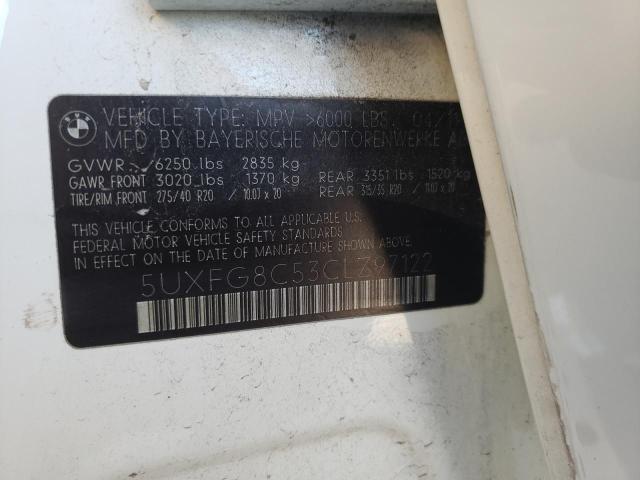 BMW
VEHICLE TYPE: MPV >6000 LBS. 04/
MFD BY BAYERISCHE MOTORENWERKE A
GVWR 6250 lbs 2835 kg
GAWR FRONT 3020 lbs 1370 kg REAR 3351 lbs 1520 kg
TIRE/RIM FRONT 275/40 R20 / 10.0J x 20 REAR 315/35 R20 / 11.0J x 20
THIS VEHICLE CONFORMS TO ALL APPLICABLE U.S.
FEDERAL MOTOR VEHICLE SAFETY STANDARDS
IN EFFECT ON THE DATE OF MANUFACTURE SHOWN ABOVE.
5UXFG8C53CLZ97122